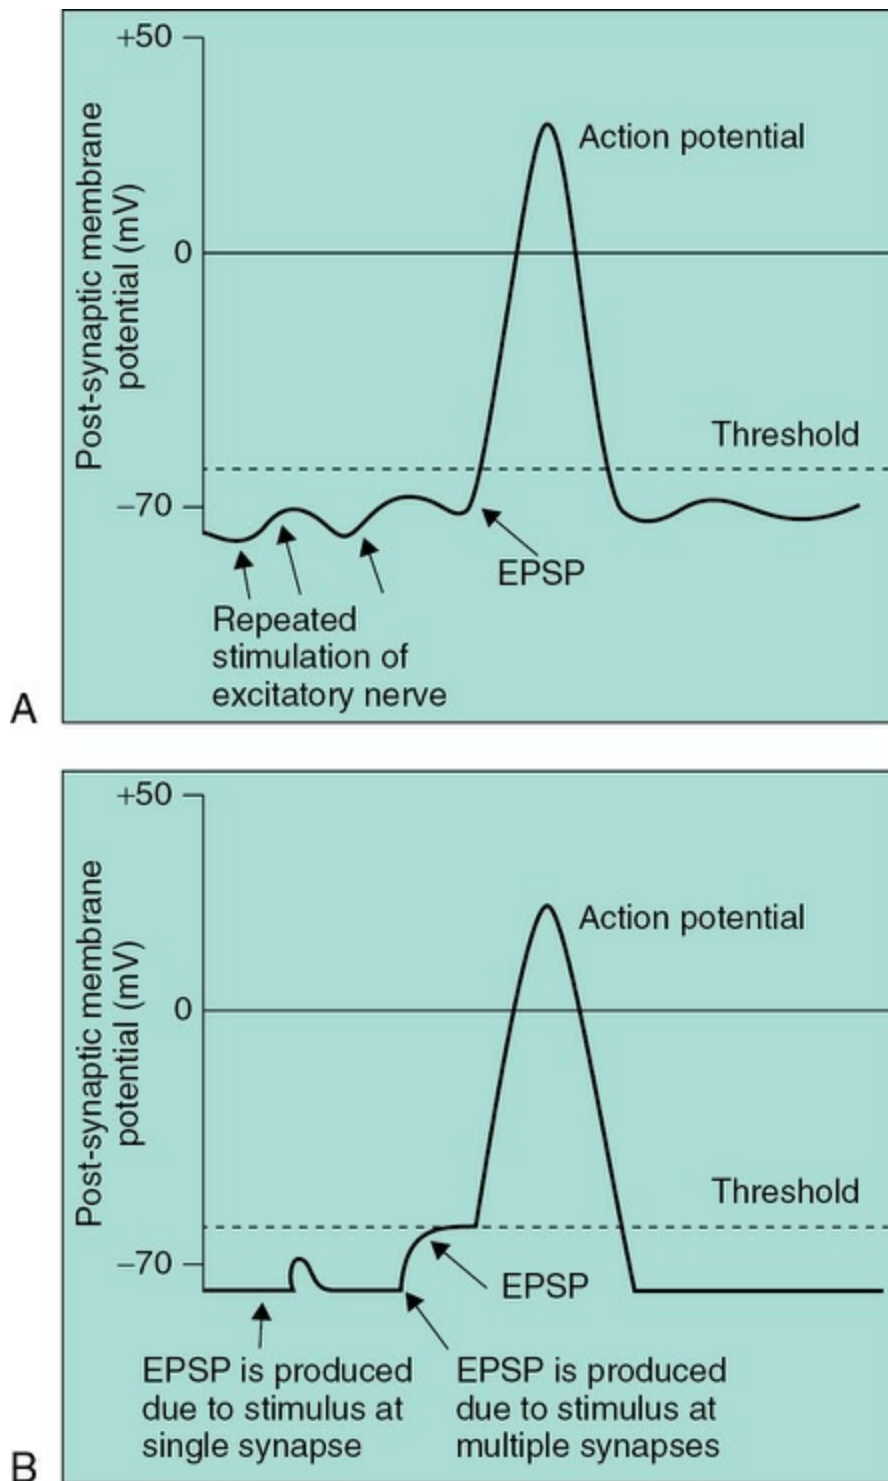 +50
Post-synaptic membrane
potential (mV)
Action potential
0
Threshold
−70
EPSP
Repeated
stimulation of
excitatory nerve
A
+50
Post-synaptic membrane
potential (mV)
Action potential
0
Threshold
−70
EPSP
EPSP is produced
due to stimulus at
single synapse
EPSP is produced
due to stimulus at
multiple synapses
B